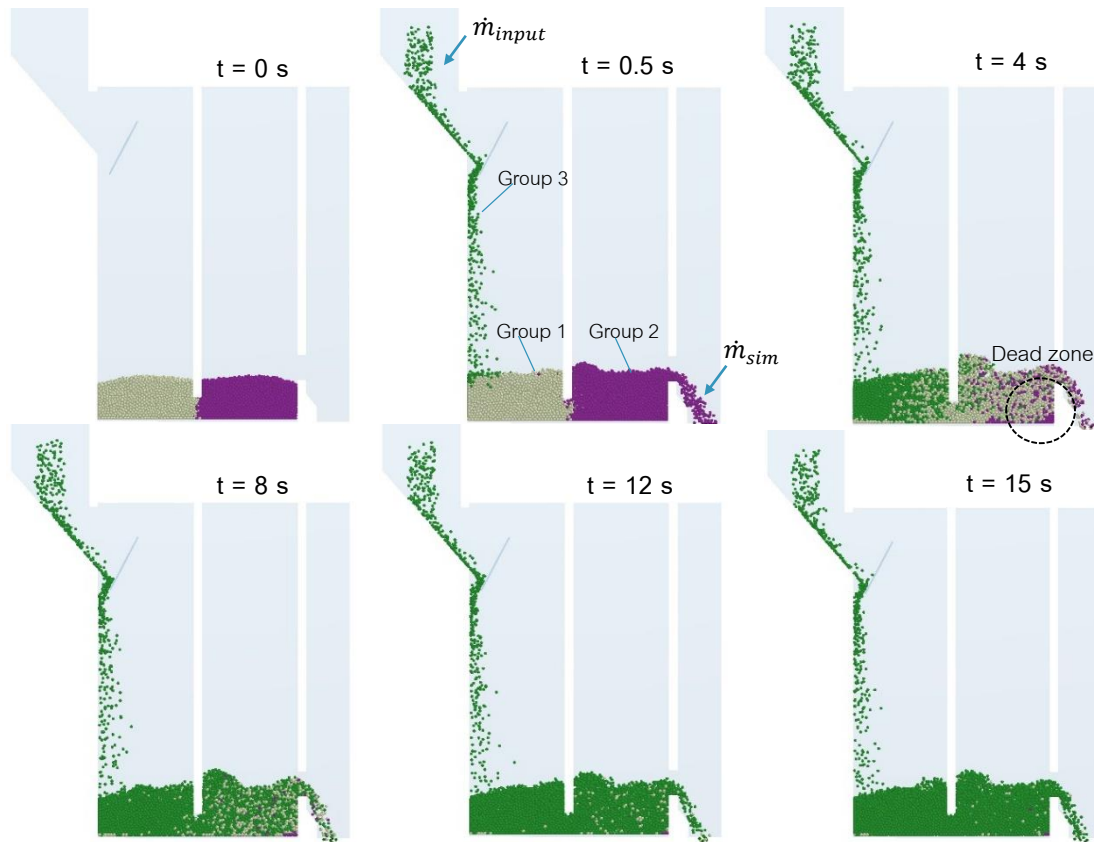 ṁ_input
t = 0 s
t = 0.5 s
t = 4 s
Group 3
Group 1
Group 2
ṁ_sim
Dead zone
t = 8 s
t = 12 s
t = 15 s